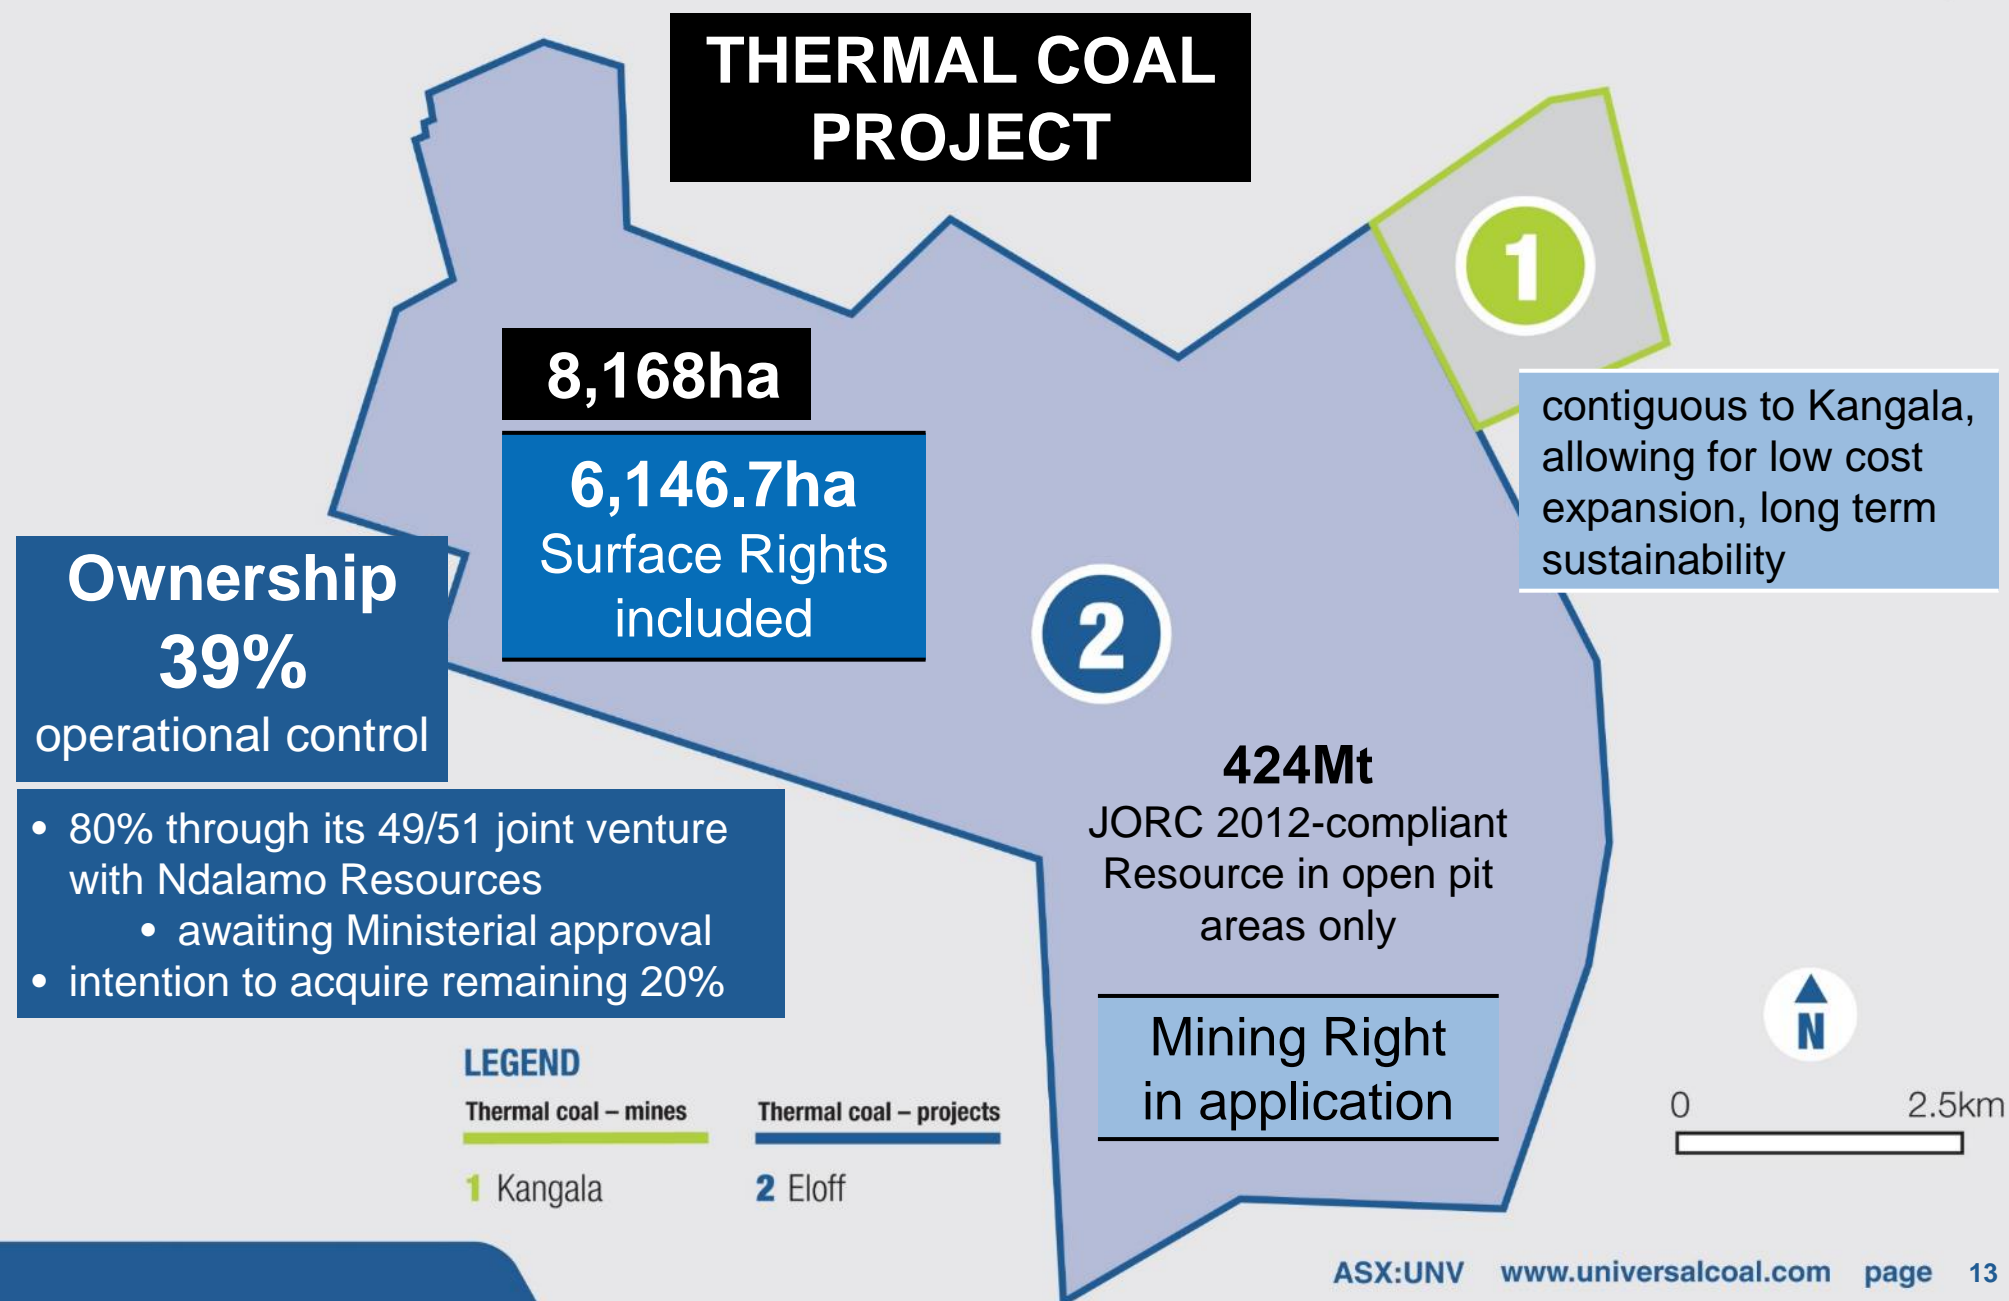 THERMAL COAL
PROJECT
1
8,168ha
6,146.7ha
Surface Rights
included
contiguous to Kangala,
allowing for low cost
expansion, long term
sustainability
Ownership
39%
operational control
2
• 80% through its 49/51 joint venture
with Ndalamo Resources
• awaiting Ministerial approval
• intention to acquire remaining 20%
424Mt
JORC 2012-compliant
Resource in open pit
areas only
Mining Right
in application
N
0 2.5km
LEGEND
Thermal coal – mines
1 Kangala
Thermal coal – projects
2 Eloff
ASX:UNV www.universalcoal.com page 13